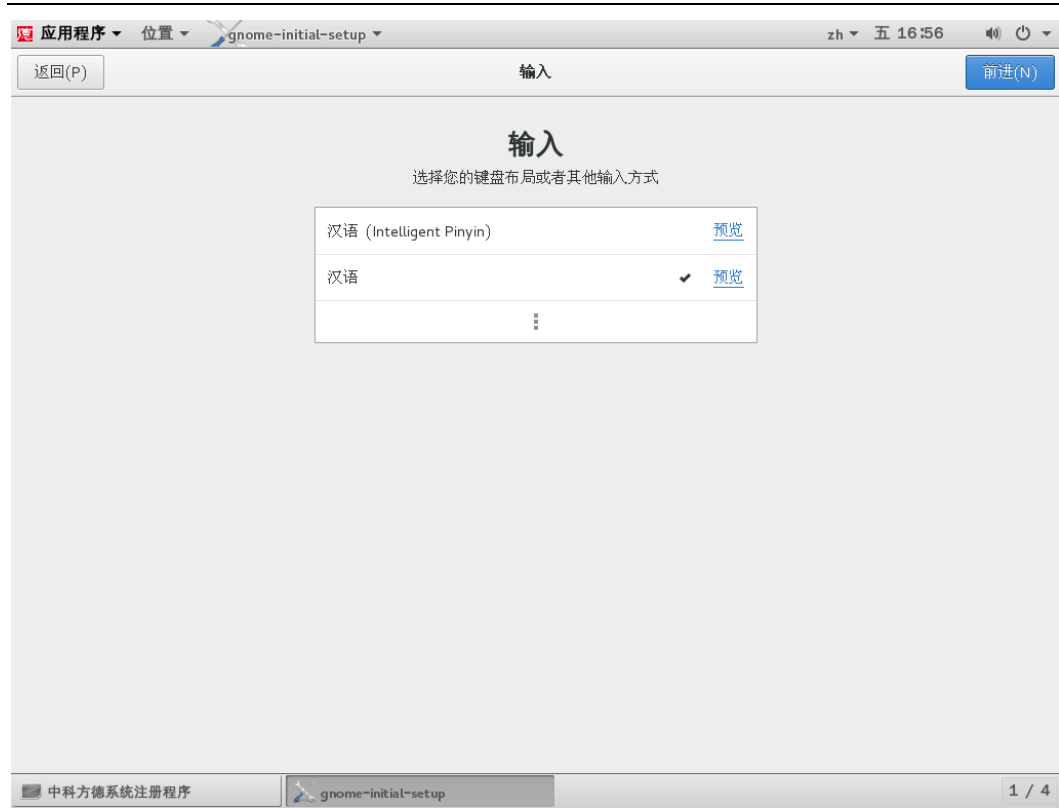 应用程序 位置 gnome-initial-setup zh 五 16:56
返回(P) 输入 前进(N)
输入
选择您的键盘布局或者其他输入方式
汉语 (Intelligent Pinyin) 预览
汉语 预览
中科方德系统注册程序 gnome-initial-setup 1 / 4